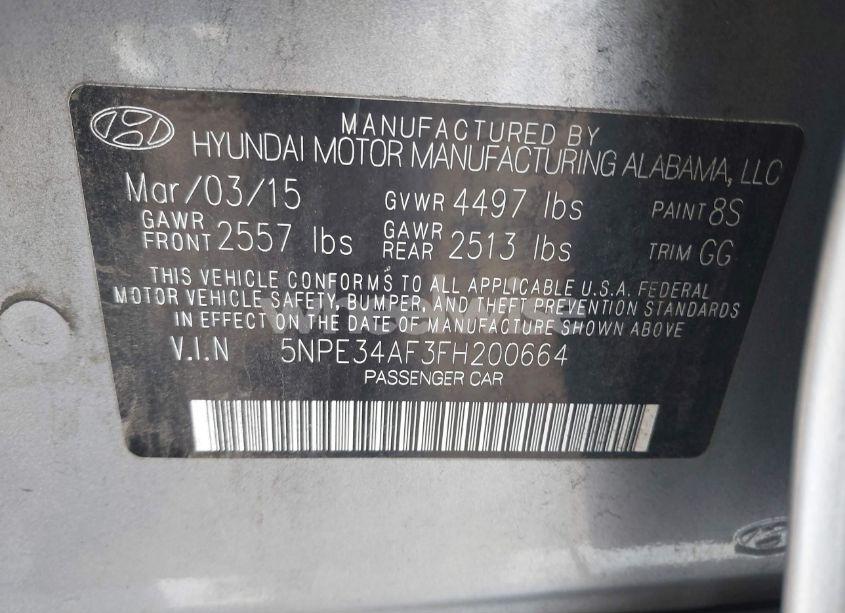 MANUFACTURED BY
HYUNDAI MOTOR MANUFACTURING ALABAMA, LLC
Mar/03/15 GVWR 4497 lbs PAINT 8S
GAWR FRONT 2557 lbs GAWR REAR 2513 lbs TRIM GG
THIS VEHICLE CONFORMS TO ALL APPLICABLE U.S.A. FEDERAL
MOTOR VEHICLE SAFETY, BUMPER, AND THEFT PREVENTION STANDARDS
IN EFFECT ON THE DATE OF MANUFACTURE SHOWN ABOVE
V.I.N 5NPE34AF3FH200664
PASSENGER CAR